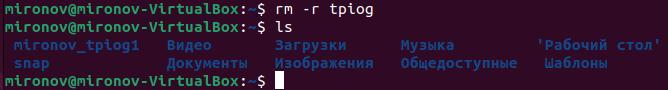 mironov@mironov-VirtualBox:~$ rm -r tpiog
mironov@mironov-VirtualBox:~$ ls
mironov_tpiog1 Видео Загрузки Музыка 'Рабочий стол'
snap Документы Изображения Общедоступные Шаблоны
mironov@mironov-VirtualBox:~$